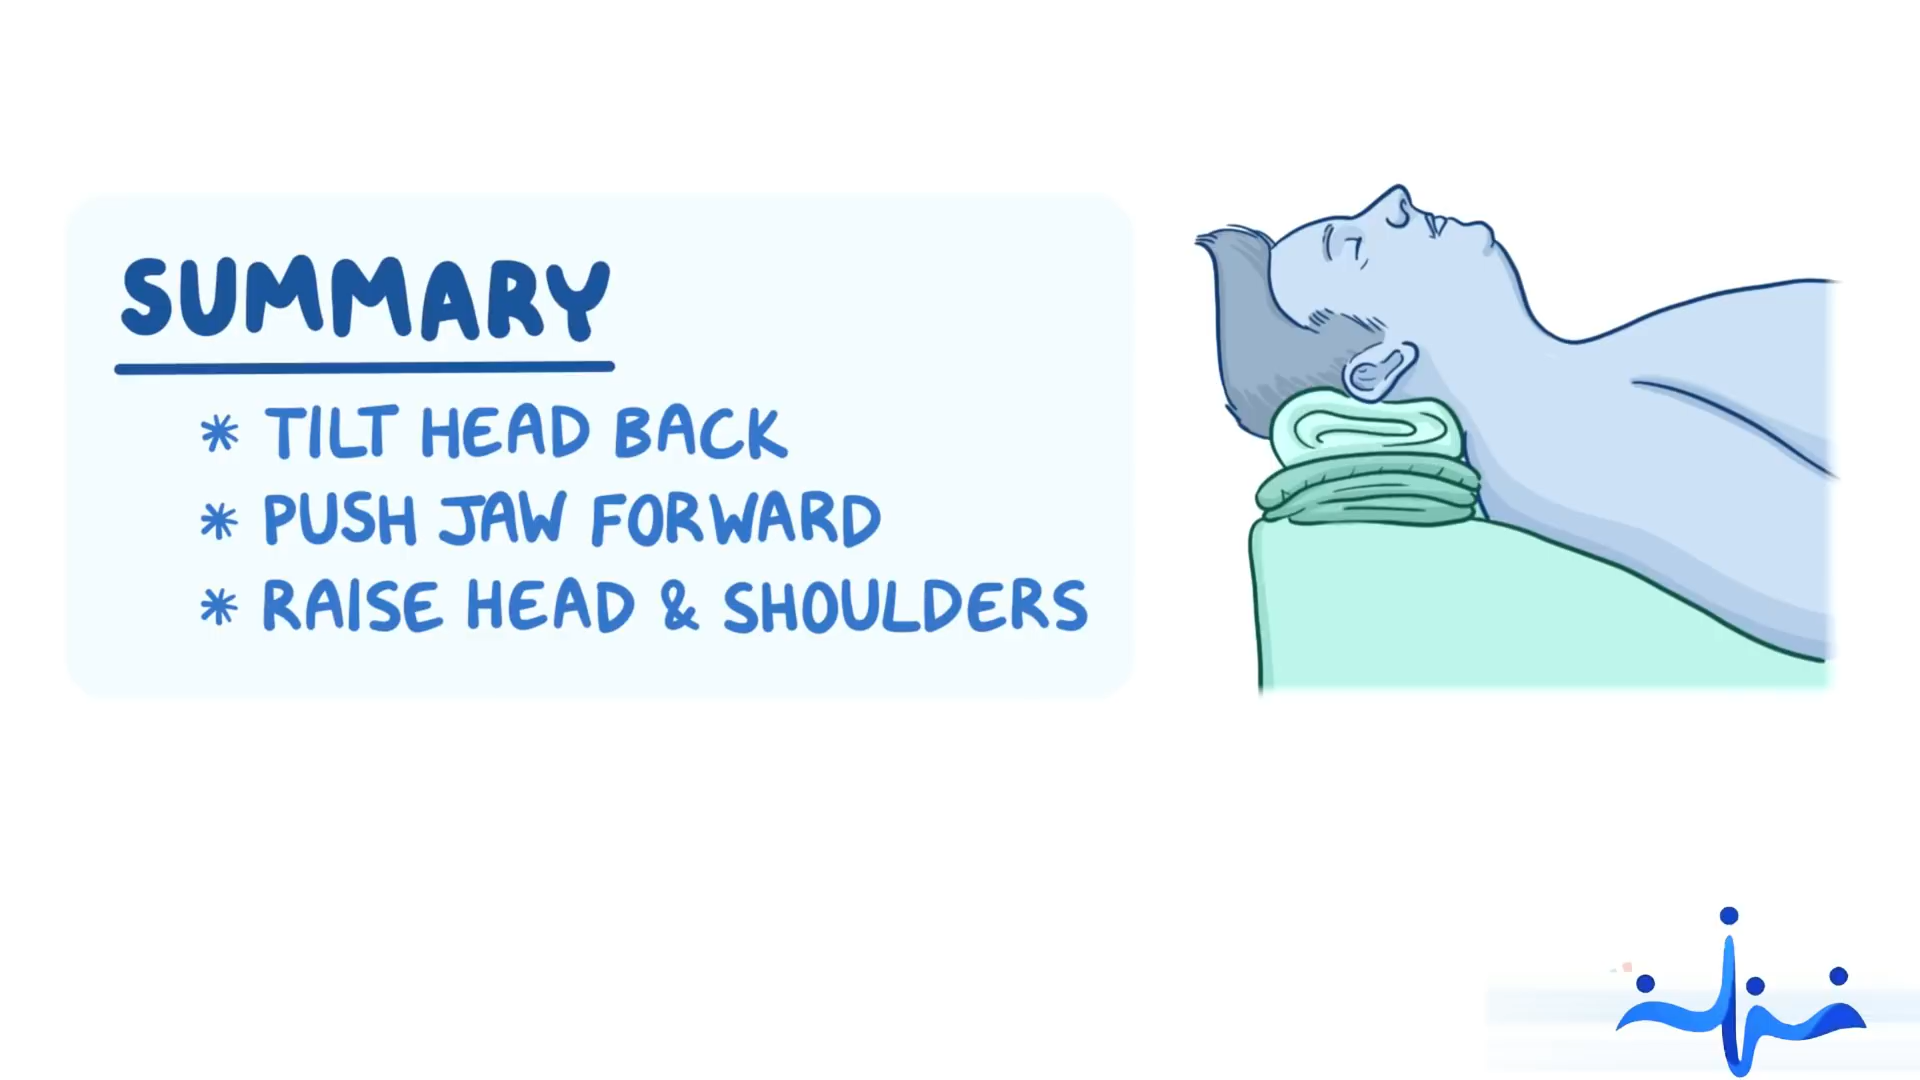 SUMMARY
* TILT HEAD BACK
* PUSH JAW FORWARD
* RAISE HEAD & SHOULDERS